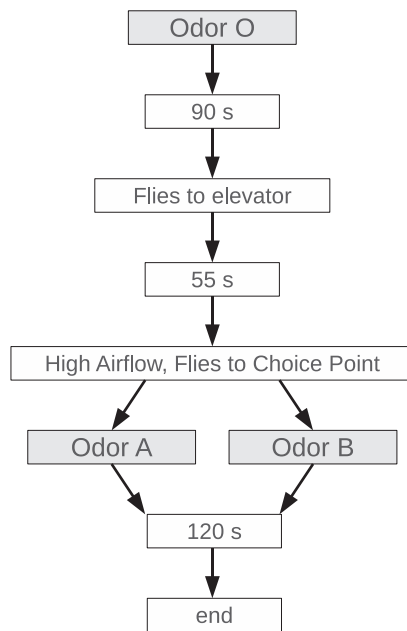 Odor O
90 s
Flies to elevator
55 s
High Airflow, Flies to Choice Point
Odor A
Odor B
120 s
end